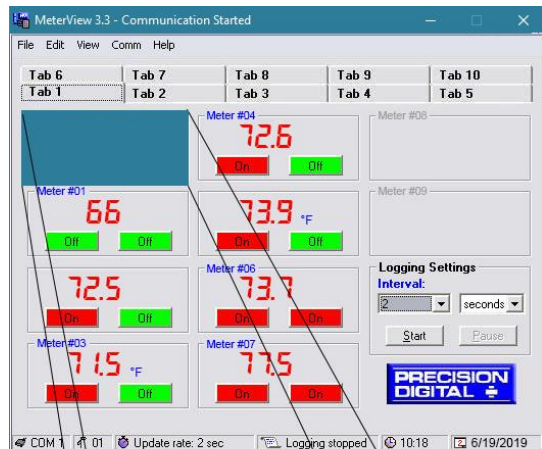 MeterView 3.3 - Communication Started
File Edit View Comm Help
Tab 6 Tab 7 Tab 8 Tab 9 Tab 10
Tab 1 Tab 2 Tab 3 Tab 4 Tab 5
Meter #04
72.6
On Off
Meter #08
Meter #01
66
Off Off
73.9 °F
On Off
Meter #09
72.5
On Off
Meter #06
73.7
On On
Logging Settings
Interval:
2 seconds
Start Pause
Meter #03
71.5 °F
On Off
Meter #07
77.5
On On
PRECISION
DIGITAL
COM 1 01 Update rate: 2 sec Logging stopped 10:18 6/19/2019